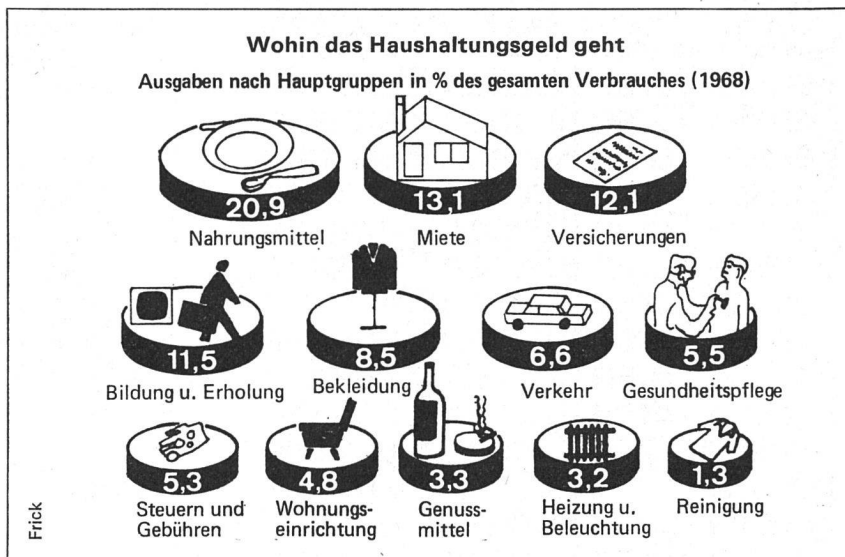 Wohin das Haushaltungsgeld geht
Ausgaben nach Hauptgruppen in % des gesamten Verbrauches (1968)
20,9
Nahrungsmittel
13,1
Miete
12,1
Versicherungen
11,5
Bildung u. Erholung
8,5
Bekleidung
6,6
Verkehr
5,5
Gesundheitspflege
5,3
Steuern und
Gebühren
4,8
Wohnungs-
einrichtung
3,3
Genuss-
mittel
3,2
Heizung u.
Beleuchtung
1,3
Reinigung
Frick